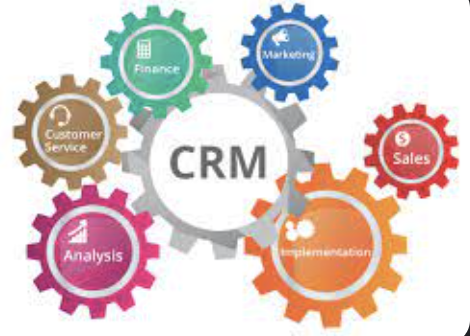 Finance
Marketing
Customer
Service
CRM
Sales
Analysis
Implementation